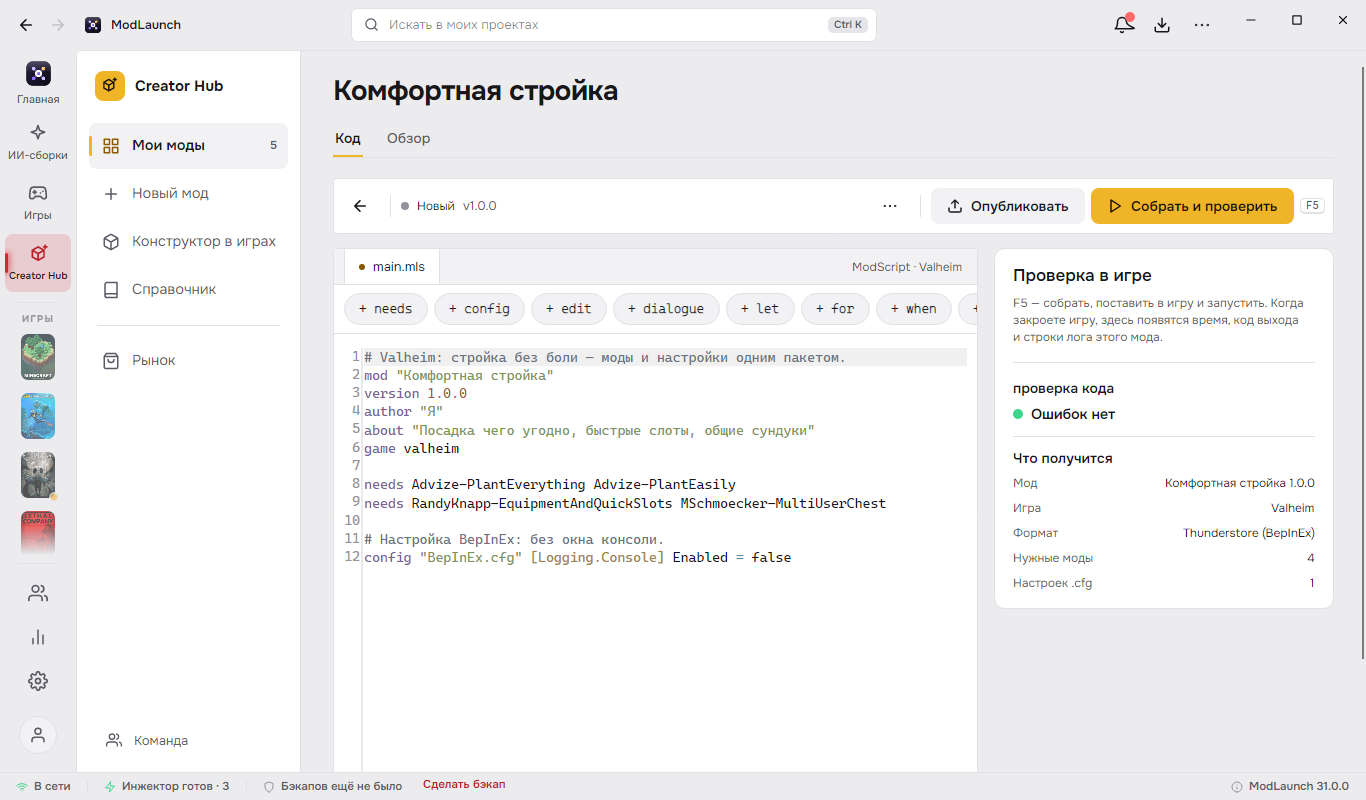 ModLaunch
Искать в моих проектах
Ctrl K
Главная
ИИ-сборки
Игры
Creator Hub
ИГРЫ
MINECRAFT
LETHAL COMPANY
Creator Hub
Мои моды 5
Новый мод
Конструктор в играх
Справочник
Рынок
Команда
Комфортная стройка
Код Обзор
Новый v1.0.0
Опубликовать
Собрать и проверить
F5
main.mls
ModScript · Valheim
+ needs + config + edit + dialogue + let + for + when +
1 # Valheim: стройка без боли — моды и настройки одним пакетом.
2 mod "Комфортная стройка"
3 version 1.0.0
4 author "Я"
5 about "Посадка чего угодно, быстрые слоты, общие сундуки"
6 game valheim
7
8 needs Advize-PlantEverything Advize-PlantEasily
9 needs RandyKnapp-EquipmentAndQuickSlots MSchmoecker-MultiUserChest
10
11 # Настройка BepInEx: без окна консоли.
12 config "BepInEx.cfg" [Logging.Console] Enabled = false
Проверка в игре
F5 — собрать, поставить в игру и запустить. Когда
закроете игру, здесь появятся время, код выхода
и строки лога этого мода.
проверка кода
Ошибок нет
Что получится
Мод Комфортная стройка 1.0.0
Игра Valheim
Формат Thunderstore (BepInEx)
Нужные моды 4
Настроек .cfg 1
В сети
Инжектор готов · 3
Бэкапов ещё не было
Сделать бэкап
ModLaunch 31.0.0